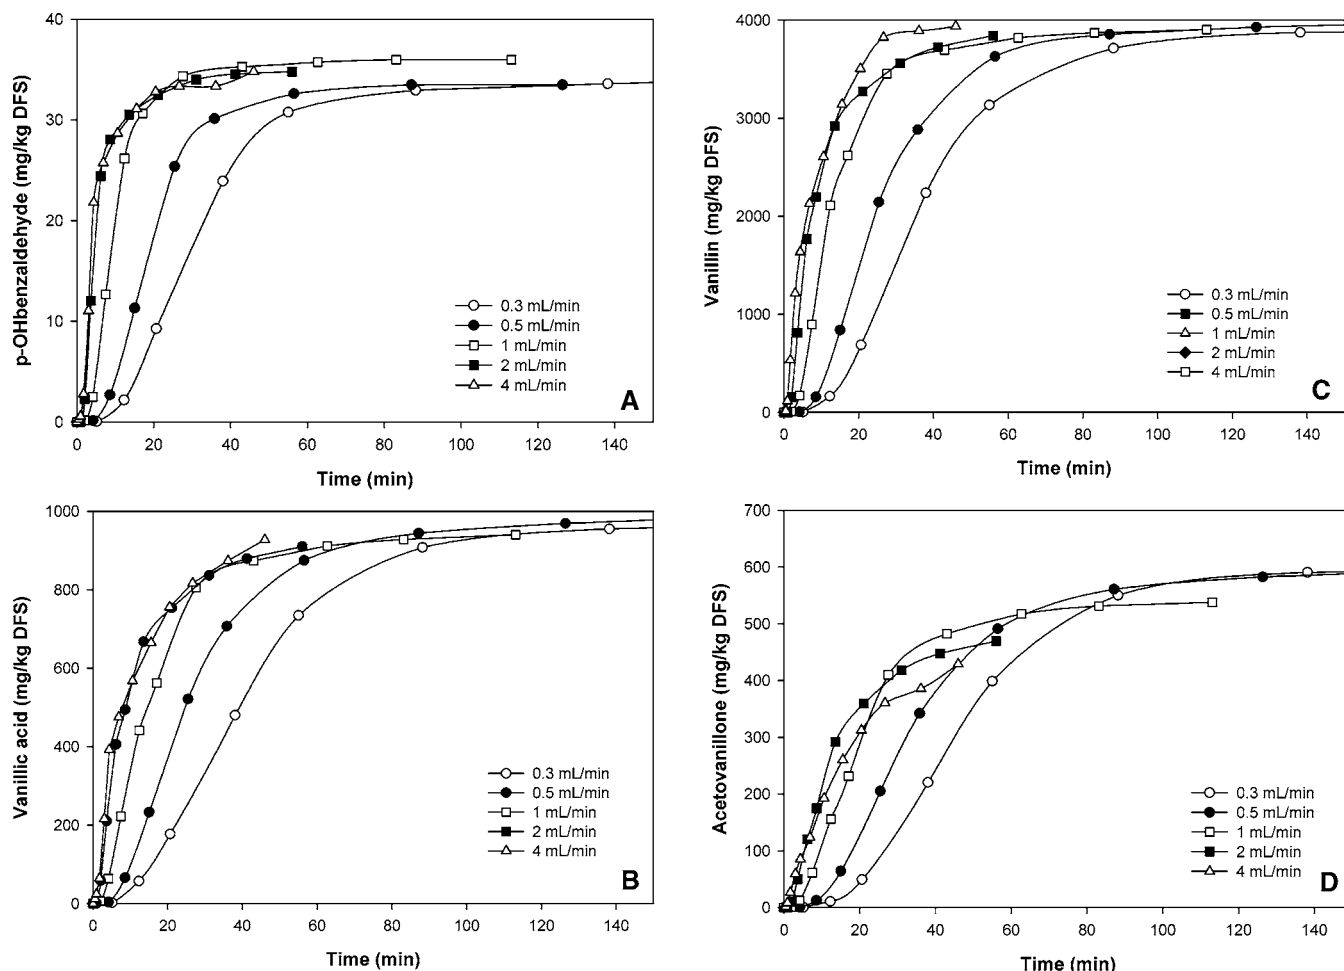 p-OHbenzaldehyde (mg/kg DFS)
40
30
20
10
0
0 20 40 60 80 100 120 140
Time (min)
0.3 mL/min
0.5 mL/min
1 mL/min
2 mL/min
4 mL/min
A
Vanillin (mg/kg DFS)
4000
3000
2000
4000
1000
0
0 20 40 60 80 100 120 140
Time (min)
0.3 mL/min
0.5 mL/min
1 mL/min
2 mL/min
4 mL/min
C
Vanillic acid (mg/kg DFS)
1000
800
600
400
200
0
0 20 40 60 80 100 120 140
Time (min)
0.3 mL/min
0.5 mL/min
1 mL/min
2 mL/min
4 mL/min
B
Acetovanillone (mg/kg DFS)
700
600
500
400
300
200
100
0
0 20 40 60 80 100 120 140
Time (min)
0.3 mL/min
0.5 mL/min
1 mL/min
2 mL/min
4 mL/min
D